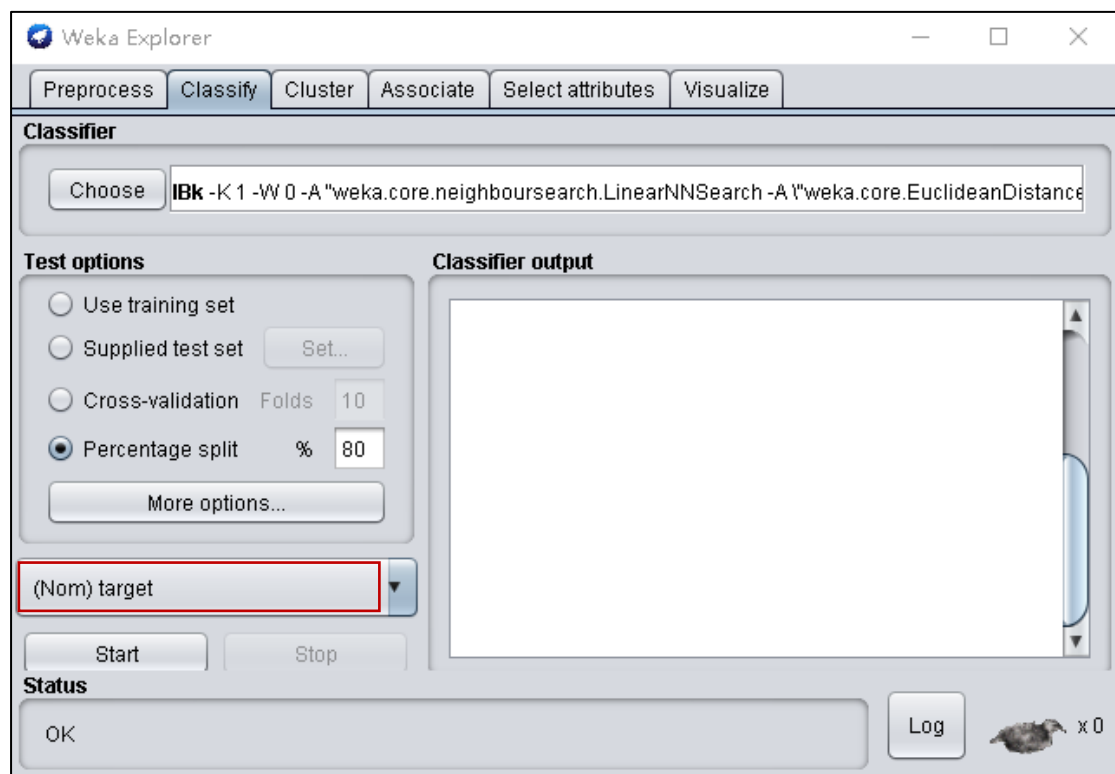 Weka Explorer
Preprocess Classify Cluster Associate Select attributes Visualize
Classifier
Choose IBk -K 1 -W 0 -A "weka.core.neighboursearch.LinearNNSearch -A \"weka.core.EuclideanDistance
Test options
Use training set
Supplied test set Set...
Cross-validation Folds 10
Percentage split % 80
More options...
(Nom) target
Start Stop
Classifier output
Status
OK
Log x 0